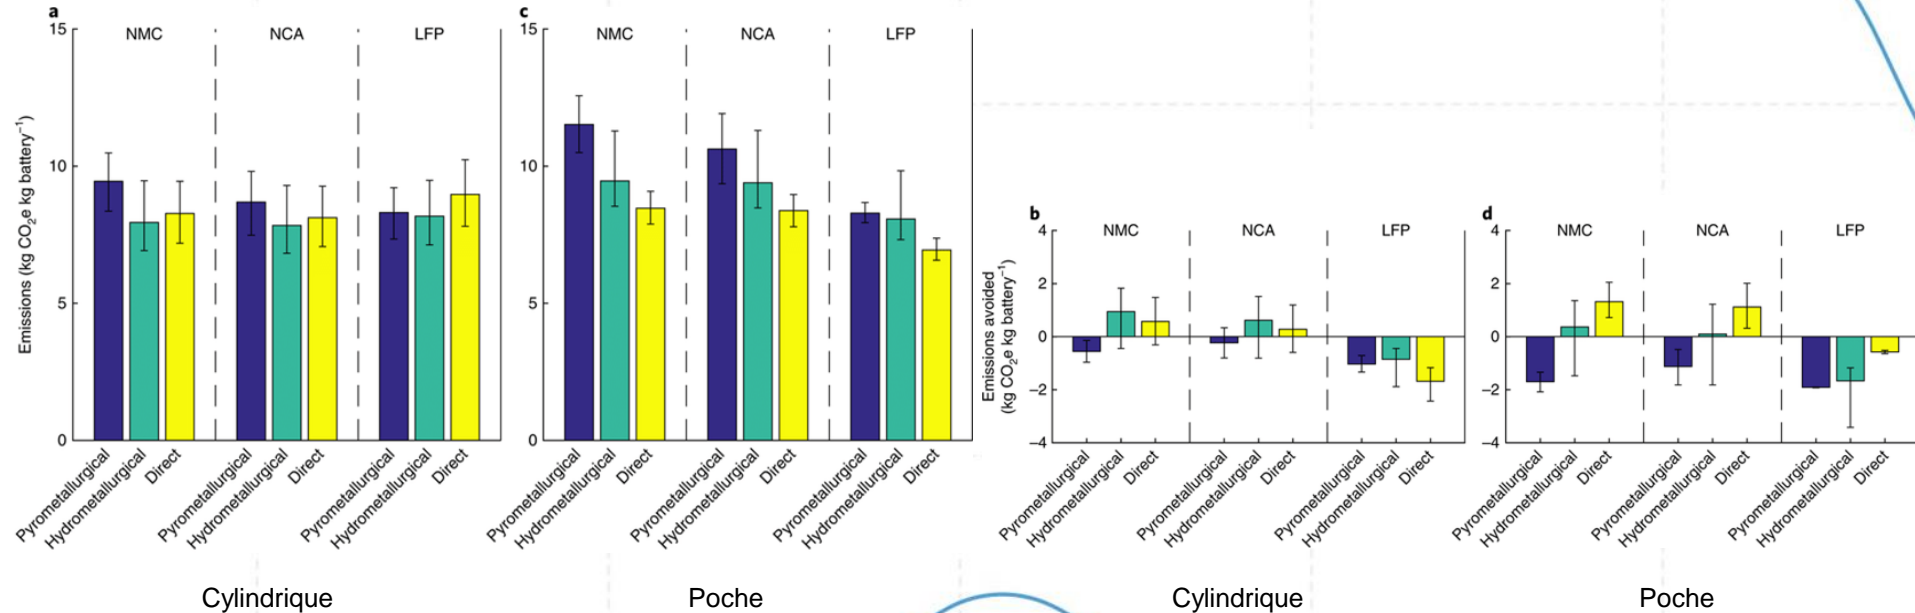 a
NMC NCA LFP
15
10
5
0
Emissions (kg CO₂e kg battery⁻¹)
Pyrometallurgical
Hydrometallurgical
Direct
Pyrometallurgical
Hydrometallurgical
Direct
Pyrometallurgical
Hydrometallurgical
Direct
Cylindrique
c
NMC NCA LFP
15
10
5
0
Pyrometallurgical
Hydrometallurgical
Direct
Pyrometallurgical
Hydrometallurgical
Direct
Pyrometallurgical
Hydrometallurgical
Direct
Poche
b
NMC NCA LFP
4
2
0
–2
–4
Emissions avoided
(kg CO₂e kg battery⁻¹)
Pyrometallurgical
Hydrometallurgical
Direct
Pyrometallurgical
Hydrometallurgical
Direct
Pyrometallurgical
Hydrometallurgical
Direct
Cylindrique
d
NMC NCA LFP
4
2
0
–2
–4
Pyrometallurgical
Hydrometallurgical
Direct
Pyrometallurgical
Hydrometallurgical
Direct
Pyrometallurgical
Hydrometallurgical
Direct
Poche